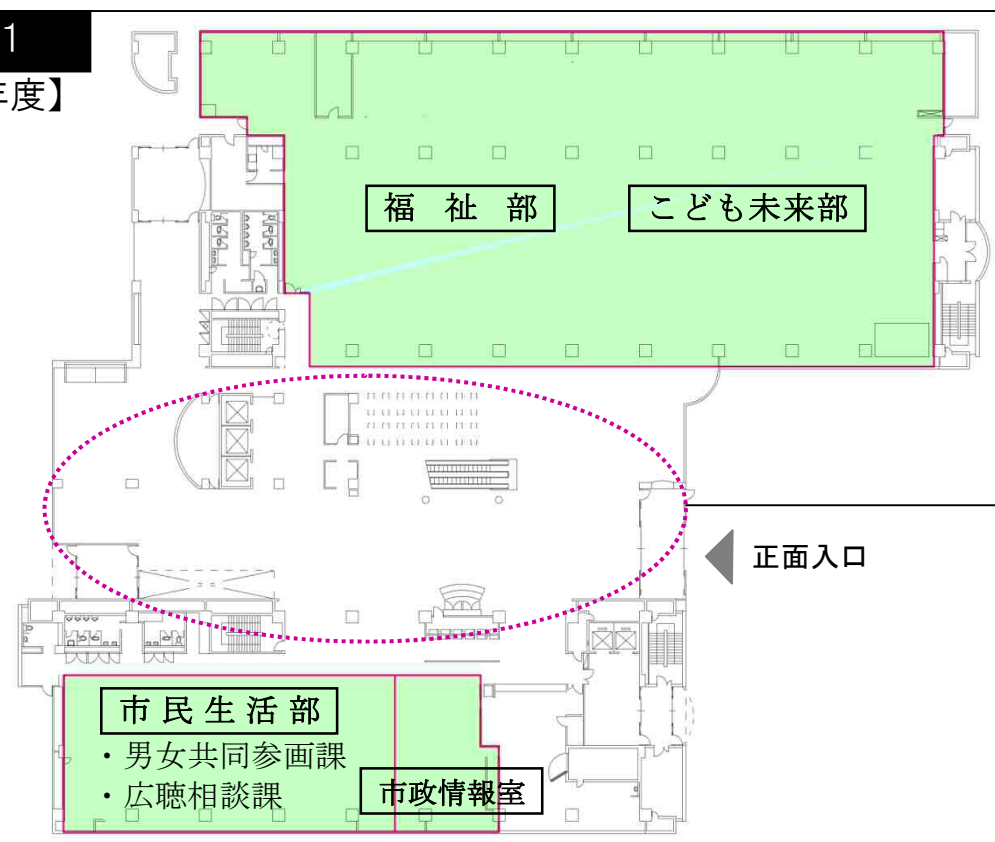 1
年度】
福祉部
こども未来部
正面入口
市民生活部
・男女共同参画課
・広聴相談課
市政情報室